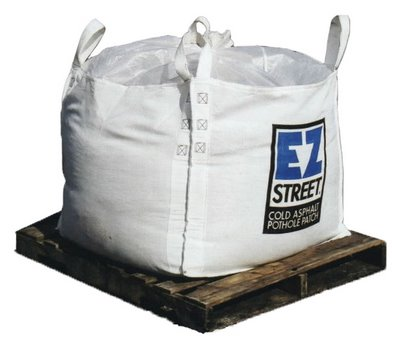 EZ
STREET.
COLD ASPHALT
POTHOLE PATCH